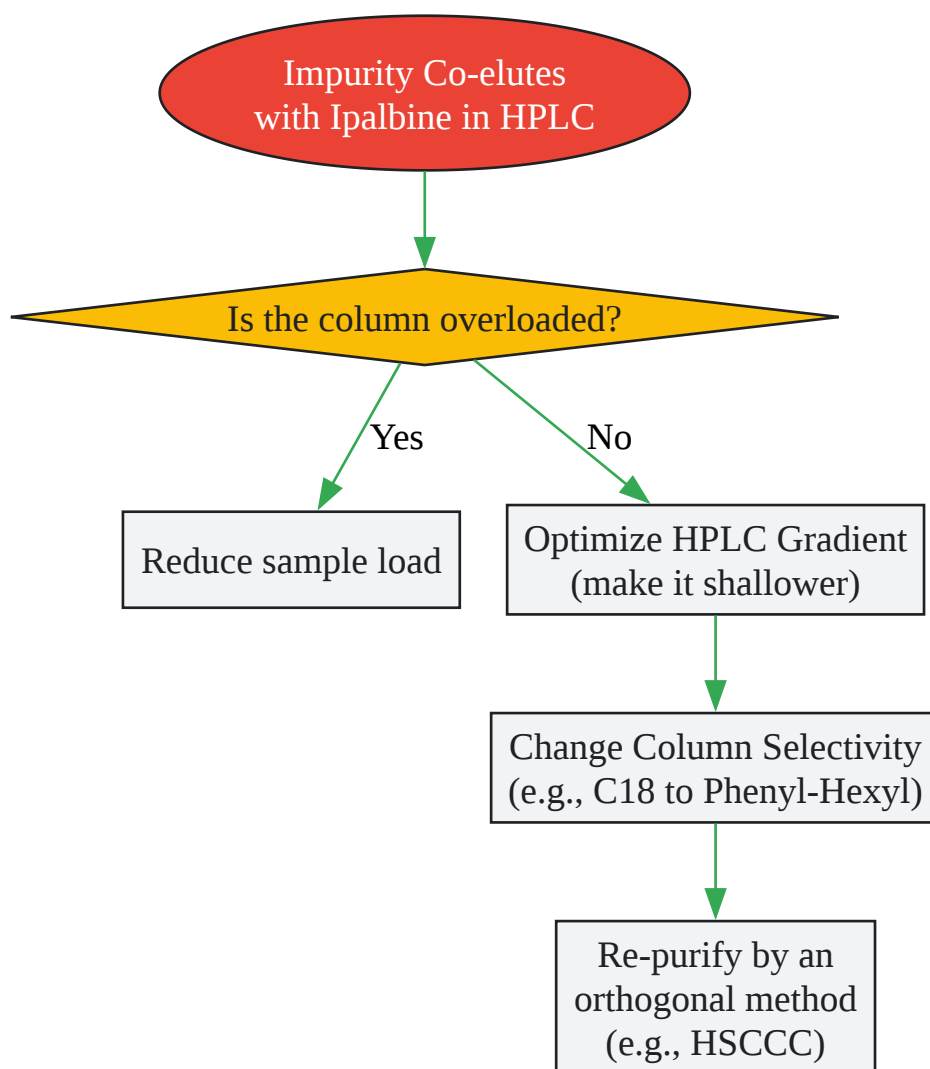 Impurity Co-elutes
with Ipalbine in HPLC
Is the column overloaded?
Yes
No
Reduce sample load
Optimize HPLC Gradient
(make it shallower)
Change Column Selectivity
(e.g., C18 to Phenyl-Hexyl)
Re-purify by an
orthogonal method
(e.g., HSCCC)